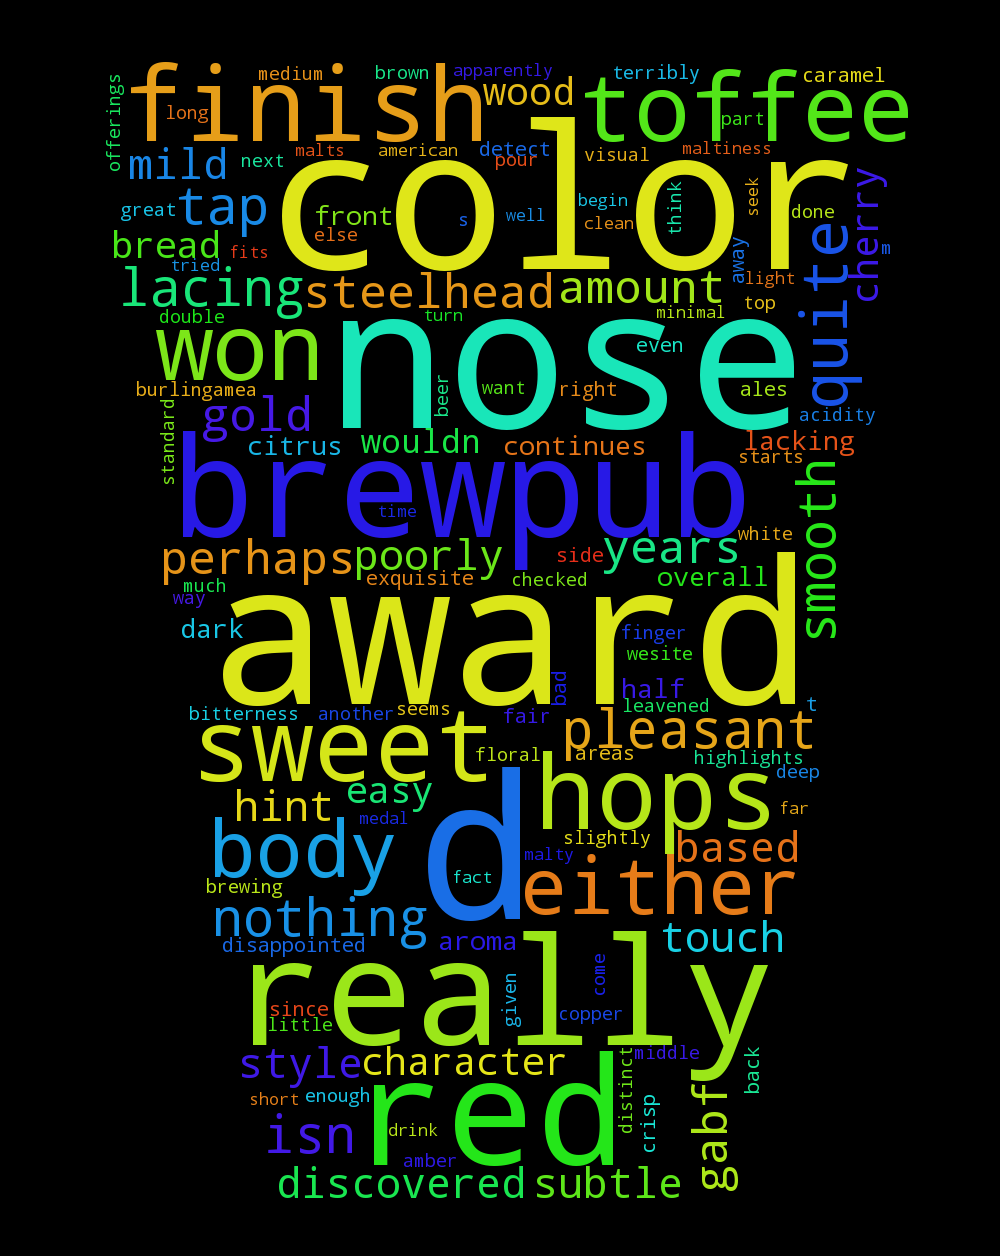 offerings
finish
medium
long
brown
apparently
wood
toffee
terribly
caramel
part
color
mild
next
malts
american
detect
pour
visual
maltiness
great
tap
front
else
s
well
begin
clean
think
seek
done
cherry
bread
fits
tried
away
light
quite
m
lacing
steelhead
amount
double
turn
minimal
top
won
nose
even
burlingamea
gold
beer
want
right
ales
acidity
standard
citrus
wouldn
continues
lacking
starts
brewpub
time
smooth
white
perhaps
poorly
side
years
exquisite
checked
overall
much
way
dark
award
finger
wesite
bad
half
leavened
bitterness
another
seems
fair
t
sweet
pleasant
floral
areas
highlights
deep
hint
easy
medal
d
hops
far
body
slightly
based
malty
brewing
fact
either
nothing
disappointed
aroma
touch
really
given
come
since
little
copper
style
character
middle
back
short
enough
red
distinct
crisp
gabf
isn
drink
amber
discovered
subtle